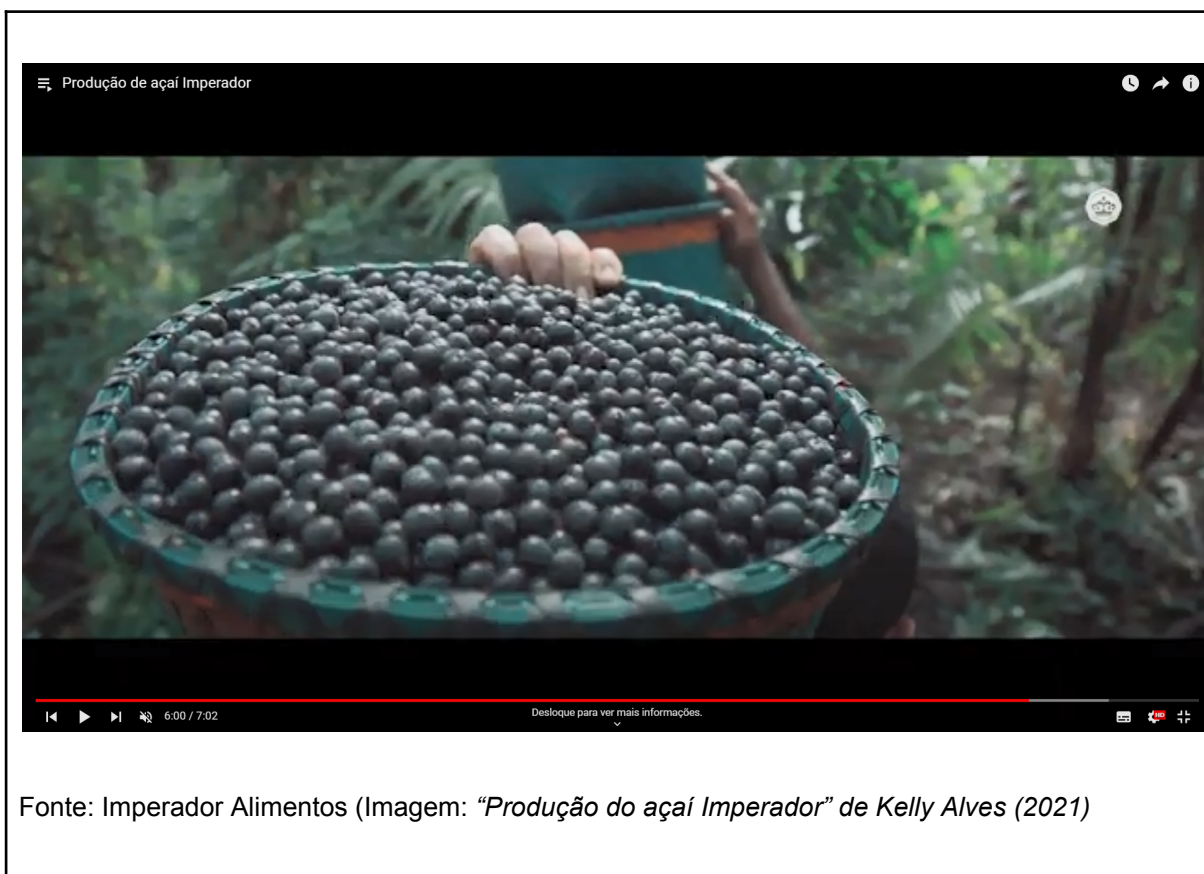 Produção de açaí Imperador
6:00 / 7:02
Desloque para ver mais informações.
HD
Fonte: Imperador Alimentos (Imagem: “Produção do açaí Imperador” de Kelly Alves (2021)